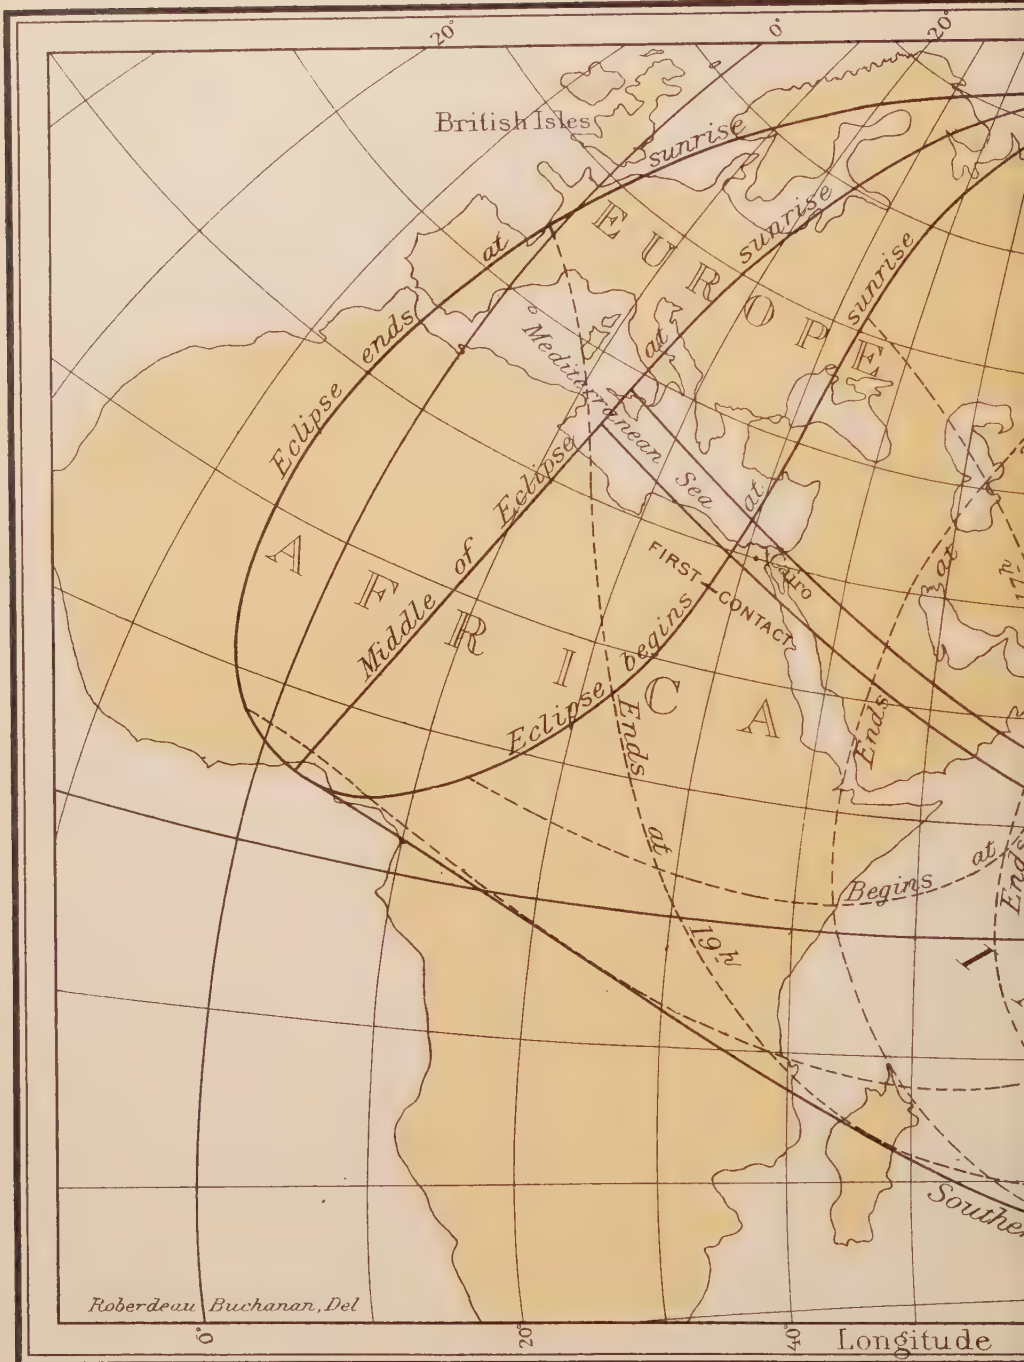 20°
0°
20°
British Isles
Eclipse ends at sunrise
EUROPE
Middle of Eclipse at sunrise
Mediterranean Sea
Eclipse begins at sunrise
FIRST CONTACT
Cairo
AFRICA
Ends at 19h
Ends at 17h
Begins at
Ends
I
Southe
Roberdeau Buchanan, Del
0°
20°
40°
Longitude